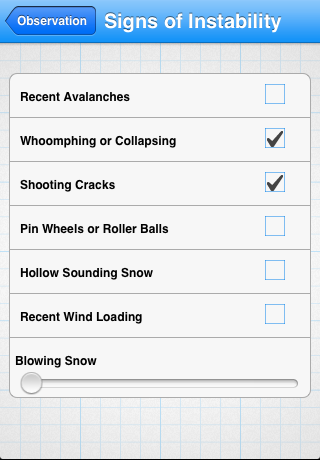 Observation
Signs of Instability
Recent Avalanches
Whoomphing or Collapsing
Shooting Cracks
Pin Wheels or Roller Balls
Hollow Sounding Snow
Recent Wind Loading
Blowing Snow